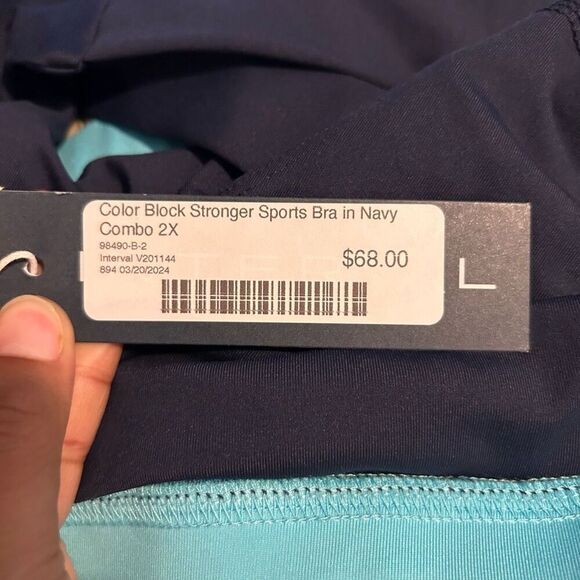 Color Block Stronger Sports Bra in Navy
Combo 2X
98490-B-2
Interval V201144
894 03/20/2024
$68.00
L